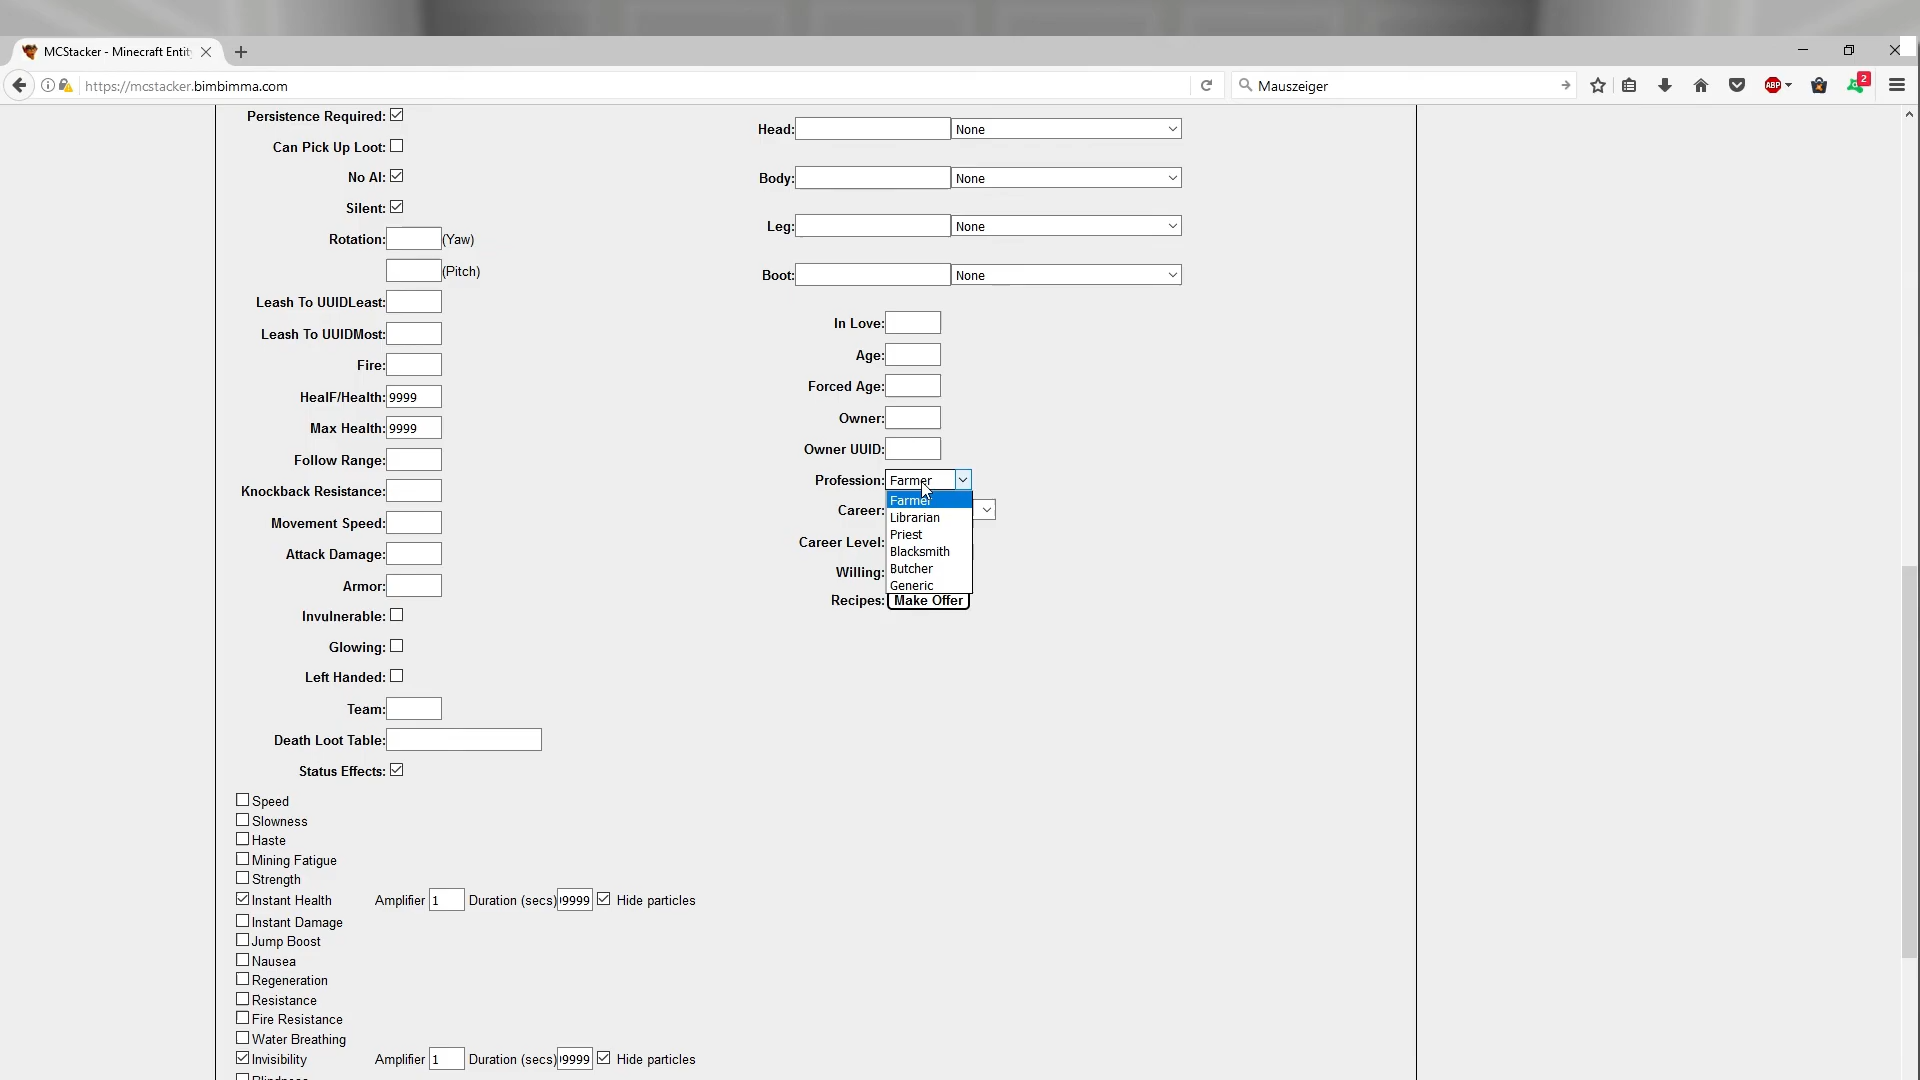 MCStacker - Minecraft Entit
https://mcstacker.bimbimma.com
Mauszeiger
ABP
2
Persistence Required:
Can Pick Up Loot:
No AI:
Silent:
Rotation: (Yaw)
(Pitch)
Leash To UUIDLeast:
Leash To UUIDMost:
Fire:
HealF/Health: 9999
Max Health: 9999
Follow Range:
Knockback Resistance:
Movement Speed:
Attack Damage:
Armor:
Invulnerable:
Glowing:
Left Handed:
Team:
Death Loot Table:
Status Effects:
Speed
Slowness
Haste
Mining Fatigue
Strength
Instant Health Amplifier 1 Duration (secs) 9999 Hide particles
Instant Damage
Jump Boost
Nausea
Regeneration
Resistance
Fire Resistance
Water Breathing
Invisibility Amplifier 1 Duration (secs) 9999 Hide particles
Head: None
Body: None
Leg: None
Boot: None
In Love:
Age:
Forced Age:
Owner:
Owner UUID:
Profession: Farmer
Farmer
Librarian
Priest
Blacksmith
Butcher
Generic
Career:
Career Level:
Willing:
Recipes: Make Offer